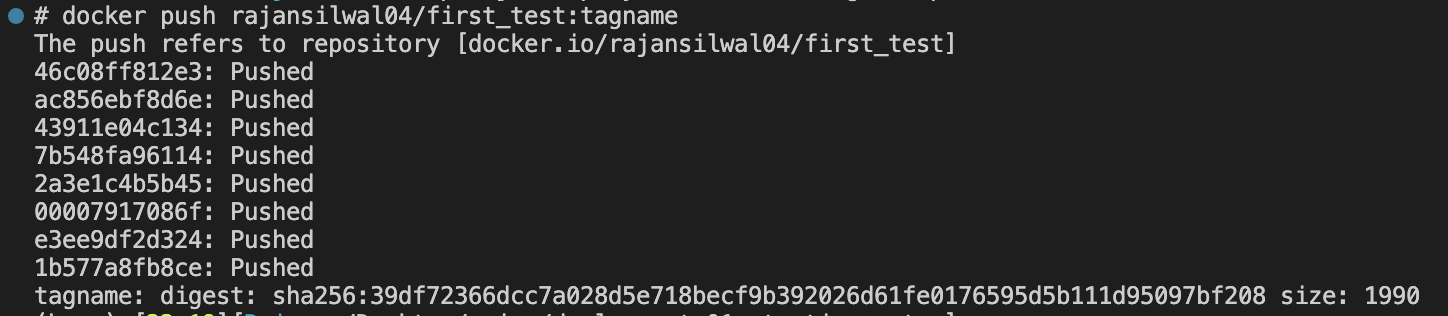 # docker push rajansilwal04/first_test:tagname
The push refers to repository [docker.io/rajansilwal04/first_test]
46c08ff812e3: Pushed
ac856ebf8d6e: Pushed
43911e04c134: Pushed
7b548fa96114: Pushed
2a3e1c4b5b45: Pushed
00007917086f: Pushed
e3ee9df2d324: Pushed
1b577a8fb8ce: Pushed
tagname: digest: sha256:39df72366dcc7a028d5e718becf9b392026d61fe0176595d5b111d95097bf208 size: 1990